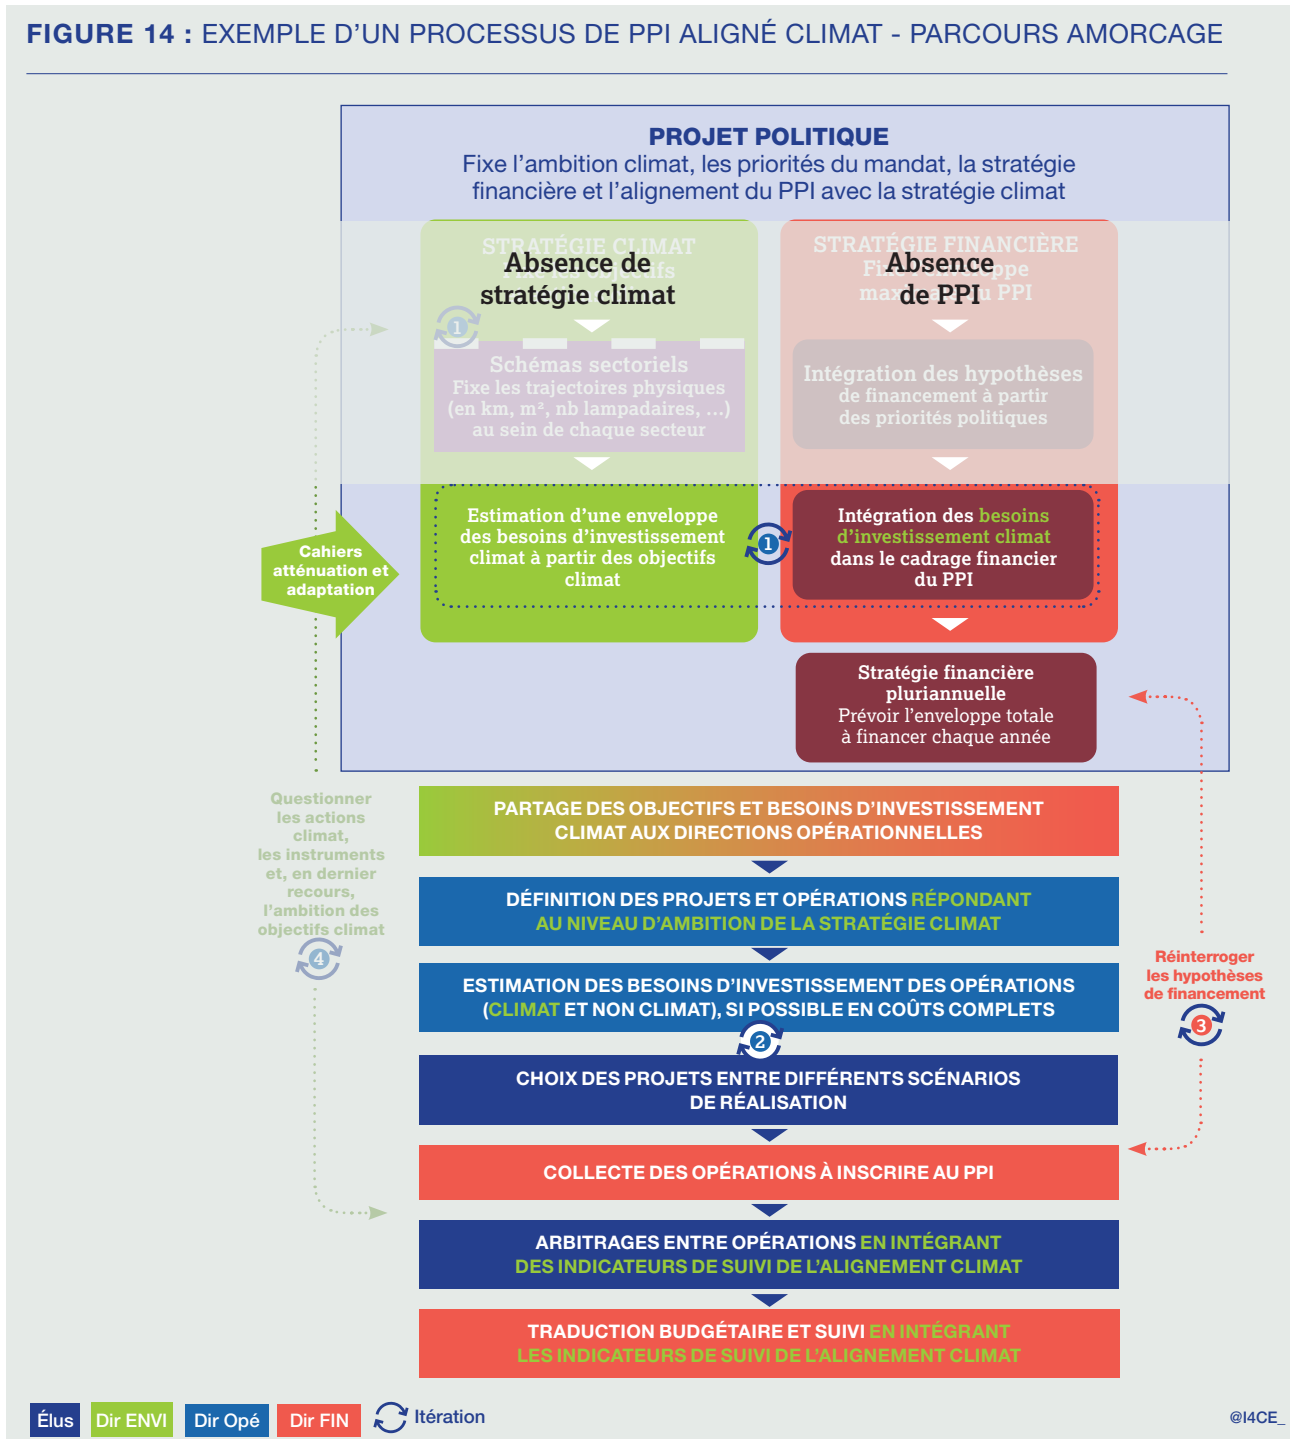 FIGURE 14 : EXEMPLE D'UN PROCESSUS DE PPI ALIGNÉ CLIMAT - PARCOURS AMORCAGE
PROJET POLITIQUE
Fixe l'ambition climat, les priorités du mandat, la stratégie
financière et l'alignement du PPI avec la stratégie climat
STRATÉGIE CLIMAT
Fixe les objectifs
Absence de
stratégie climat
1
Schémas sectoriels
Fixe les trajectoires physiques
(en km, m², nb lampadaires, ...)
au sein de chaque secteur
Estimation d'une enveloppe
des besoins d'investissement
climat à partir des objectifs
climat
STRATÉGIE FINANCIÈRE
Fixe l'enveloppe
du PPI
Absence
de PPI
Intégration des hypothèses
de financement à partir
des priorités politiques
1
Intégration des besoins
d'investissement climat
dans le cadrage financier
du PPI
Stratégie financière
pluriannuelle
Prévoir l'enveloppe totale
à financer chaque année
Cahiers
atténuation et
adaptation
Questionner
les actions
climat,
les instruments
et, en dernier
recours,
l'ambition des
objectifs climat
4
PARTAGE DES OBJECTIFS ET BESOINS D'INVESTISSEMENT
CLIMAT AUX DIRECTIONS OPÉRATIONNELLES
DÉFINITION DES PROJETS ET OPÉRATIONS RÉPONDANT
AU NIVEAU D'AMBITION DE LA STRATÉGIE CLIMAT
ESTIMATION DES BESOINS D'INVESTISSEMENT DES OPÉRATIONS
(CLIMAT ET NON CLIMAT), SI POSSIBLE EN COÛTS COMPLETS
2
CHOIX DES PROJETS ENTRE DIFFÉRENTS SCÉNARIOS
DE RÉALISATION
COLLECTE DES OPÉRATIONS À INSCRIRE AU PPI
ARBITRAGES ENTRE OPÉRATIONS EN INTÉGRANT
DES INDICATEURS DE SUIVI DE L'ALIGNEMENT CLIMAT
TRADUCTION BUDGÉTAIRE ET SUIVI EN INTÉGRANT
LES INDICATEURS DE SUIVI DE L'ALIGNEMENT CLIMAT
Réinterroger
les hypothèses
de financement
3
Élus
Dir ENVI
Dir Opé
Dir FIN
Itération
@I4CE_